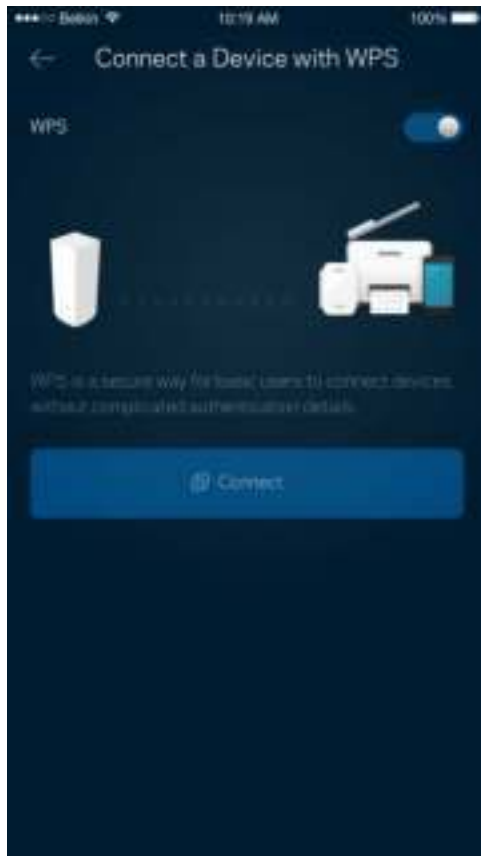 Belkin 10:19 AM 100%
Connect a Device with WPS
WPS
WPS is a secure way for basic users to connect devices
without complicated authentication details.
Connect